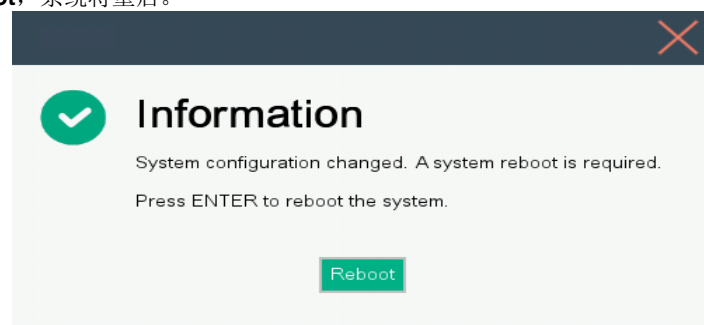 Information
System configuration changed. A system reboot is required.
Press ENTER to reboot the system.
Reboot